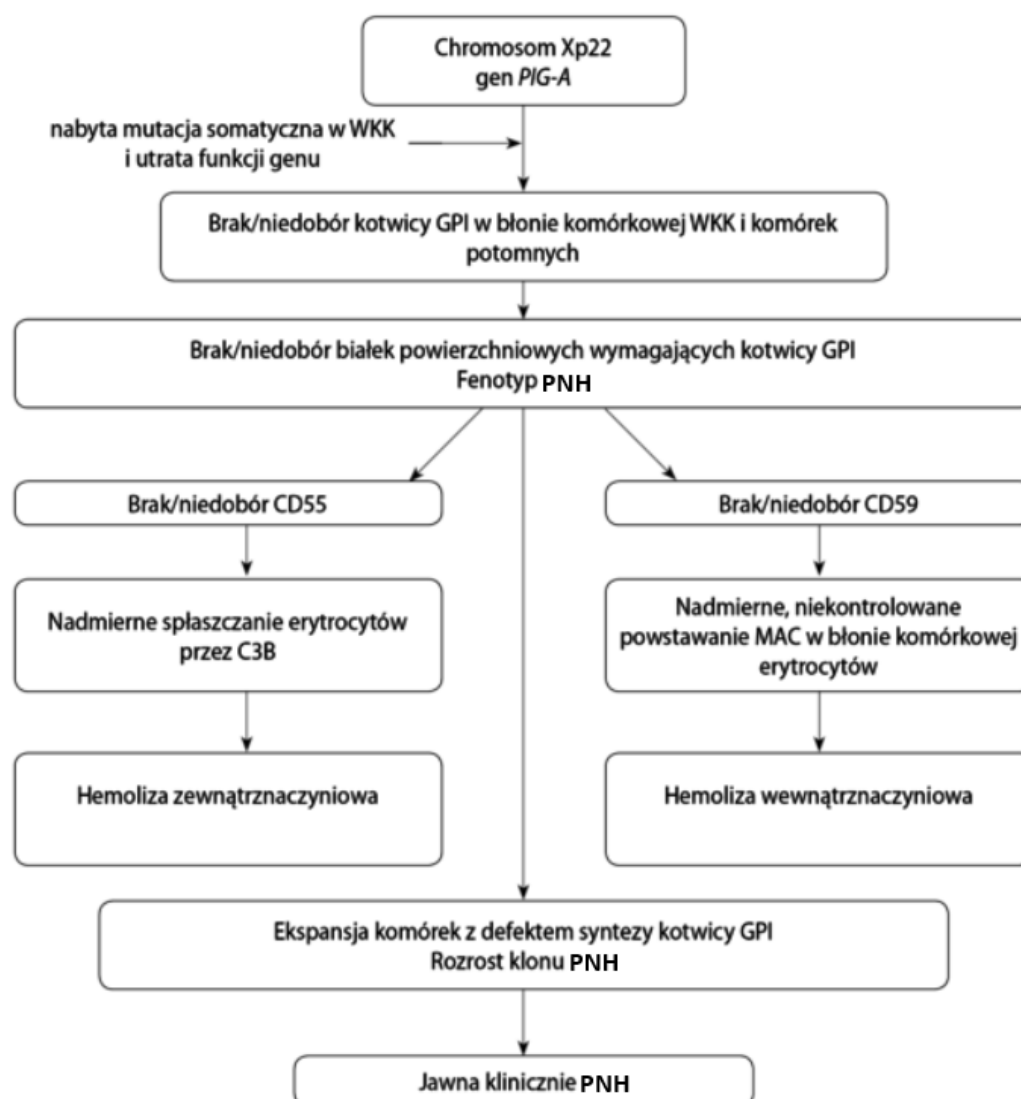 Chromosom Xp22
gen PIG-A
nabyta mutacja somatyczna w WKK
i utrata funkcji genu
Brak/niedobór kotwicy GPI w błonie komórkowej WKK i komórek
potomnych
Brak/niedobór białek powierzchniowych wymagających kotwicy GPI
Fenotyp PNH
Brak/niedobór CD55
Brak/niedobór CD59
Nadmierne spłaszczanie erytrocytów
przez C3B
Nadmierne, niekontrolowane
powstawanie MAC w błonie komórkowej
erytrocytów
Hemoliza zewnątrznaczyniowa
Hemoliza wewnątrznaczyniowa
Ekspansja komórek z defektem syntezy kotwicy GPI
Rozrost klonu PNH
Jawna klinicznie PNH